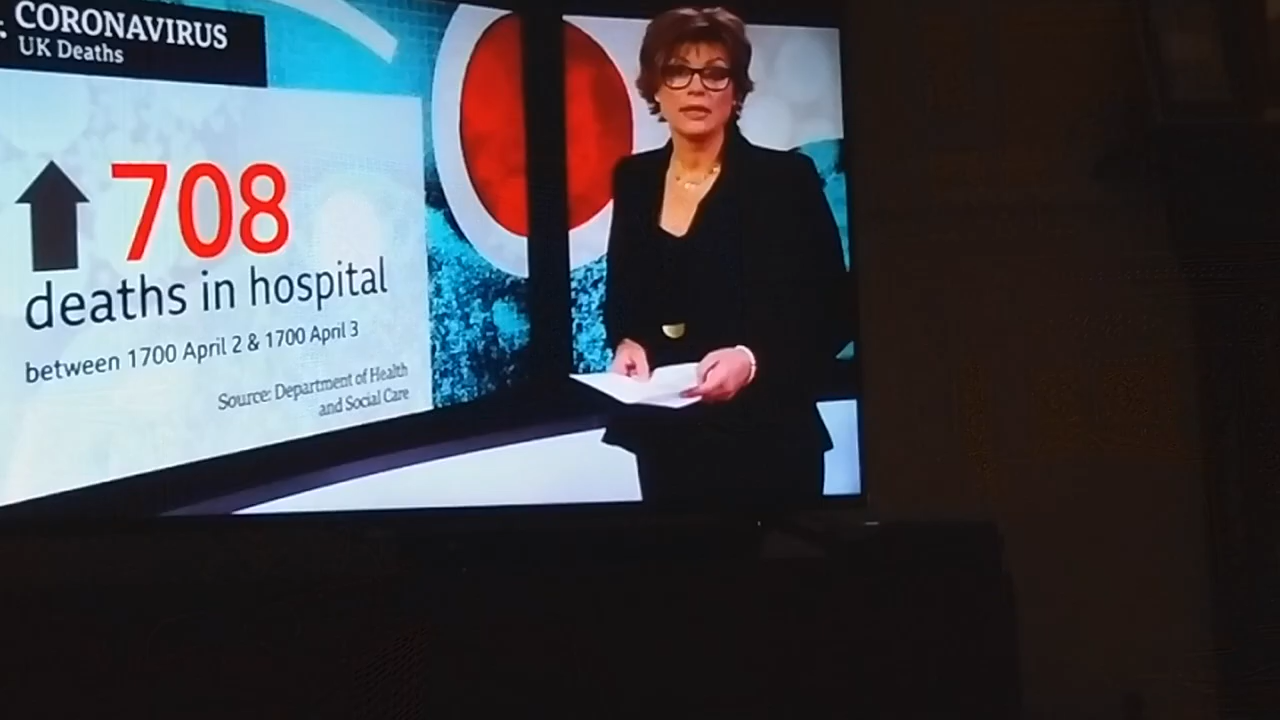 CORONAVIRUS
UK Deaths
708
deaths in hospital
between 1700 April 2 & 1700 April 3
Source: Department of Health
and Social Care